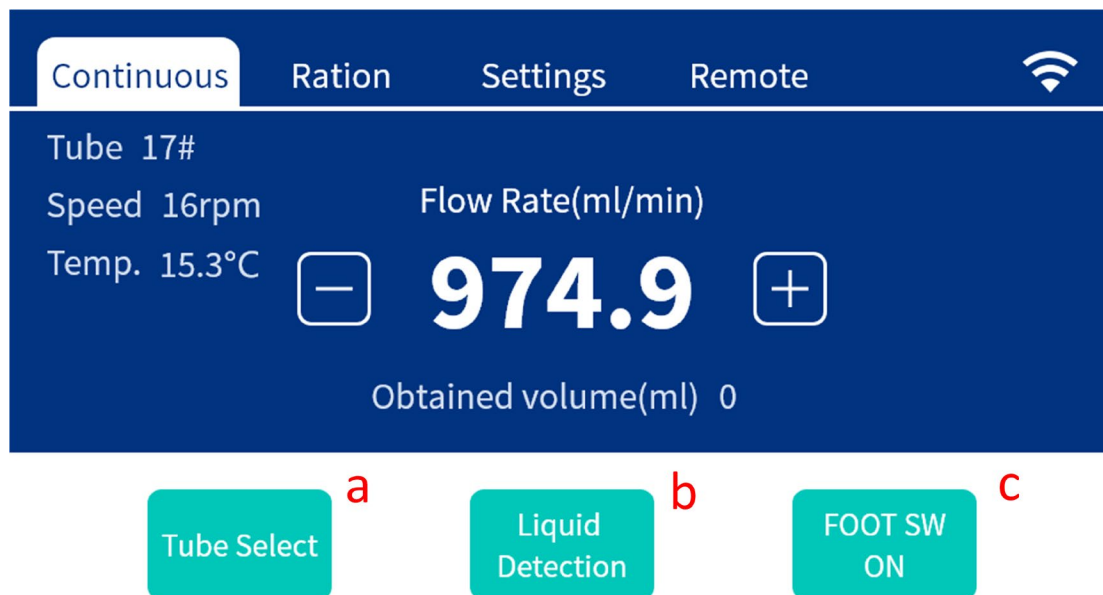 Continuous Ration Settings Remote
Tube 17#
Speed 16rpm
Temp. 15.3°C
Flow Rate(ml/min)
− 974.9 +
Obtained volume(ml) 0
Tube Select
a
Liquid
Detection
b
FOOT SW
ON
c